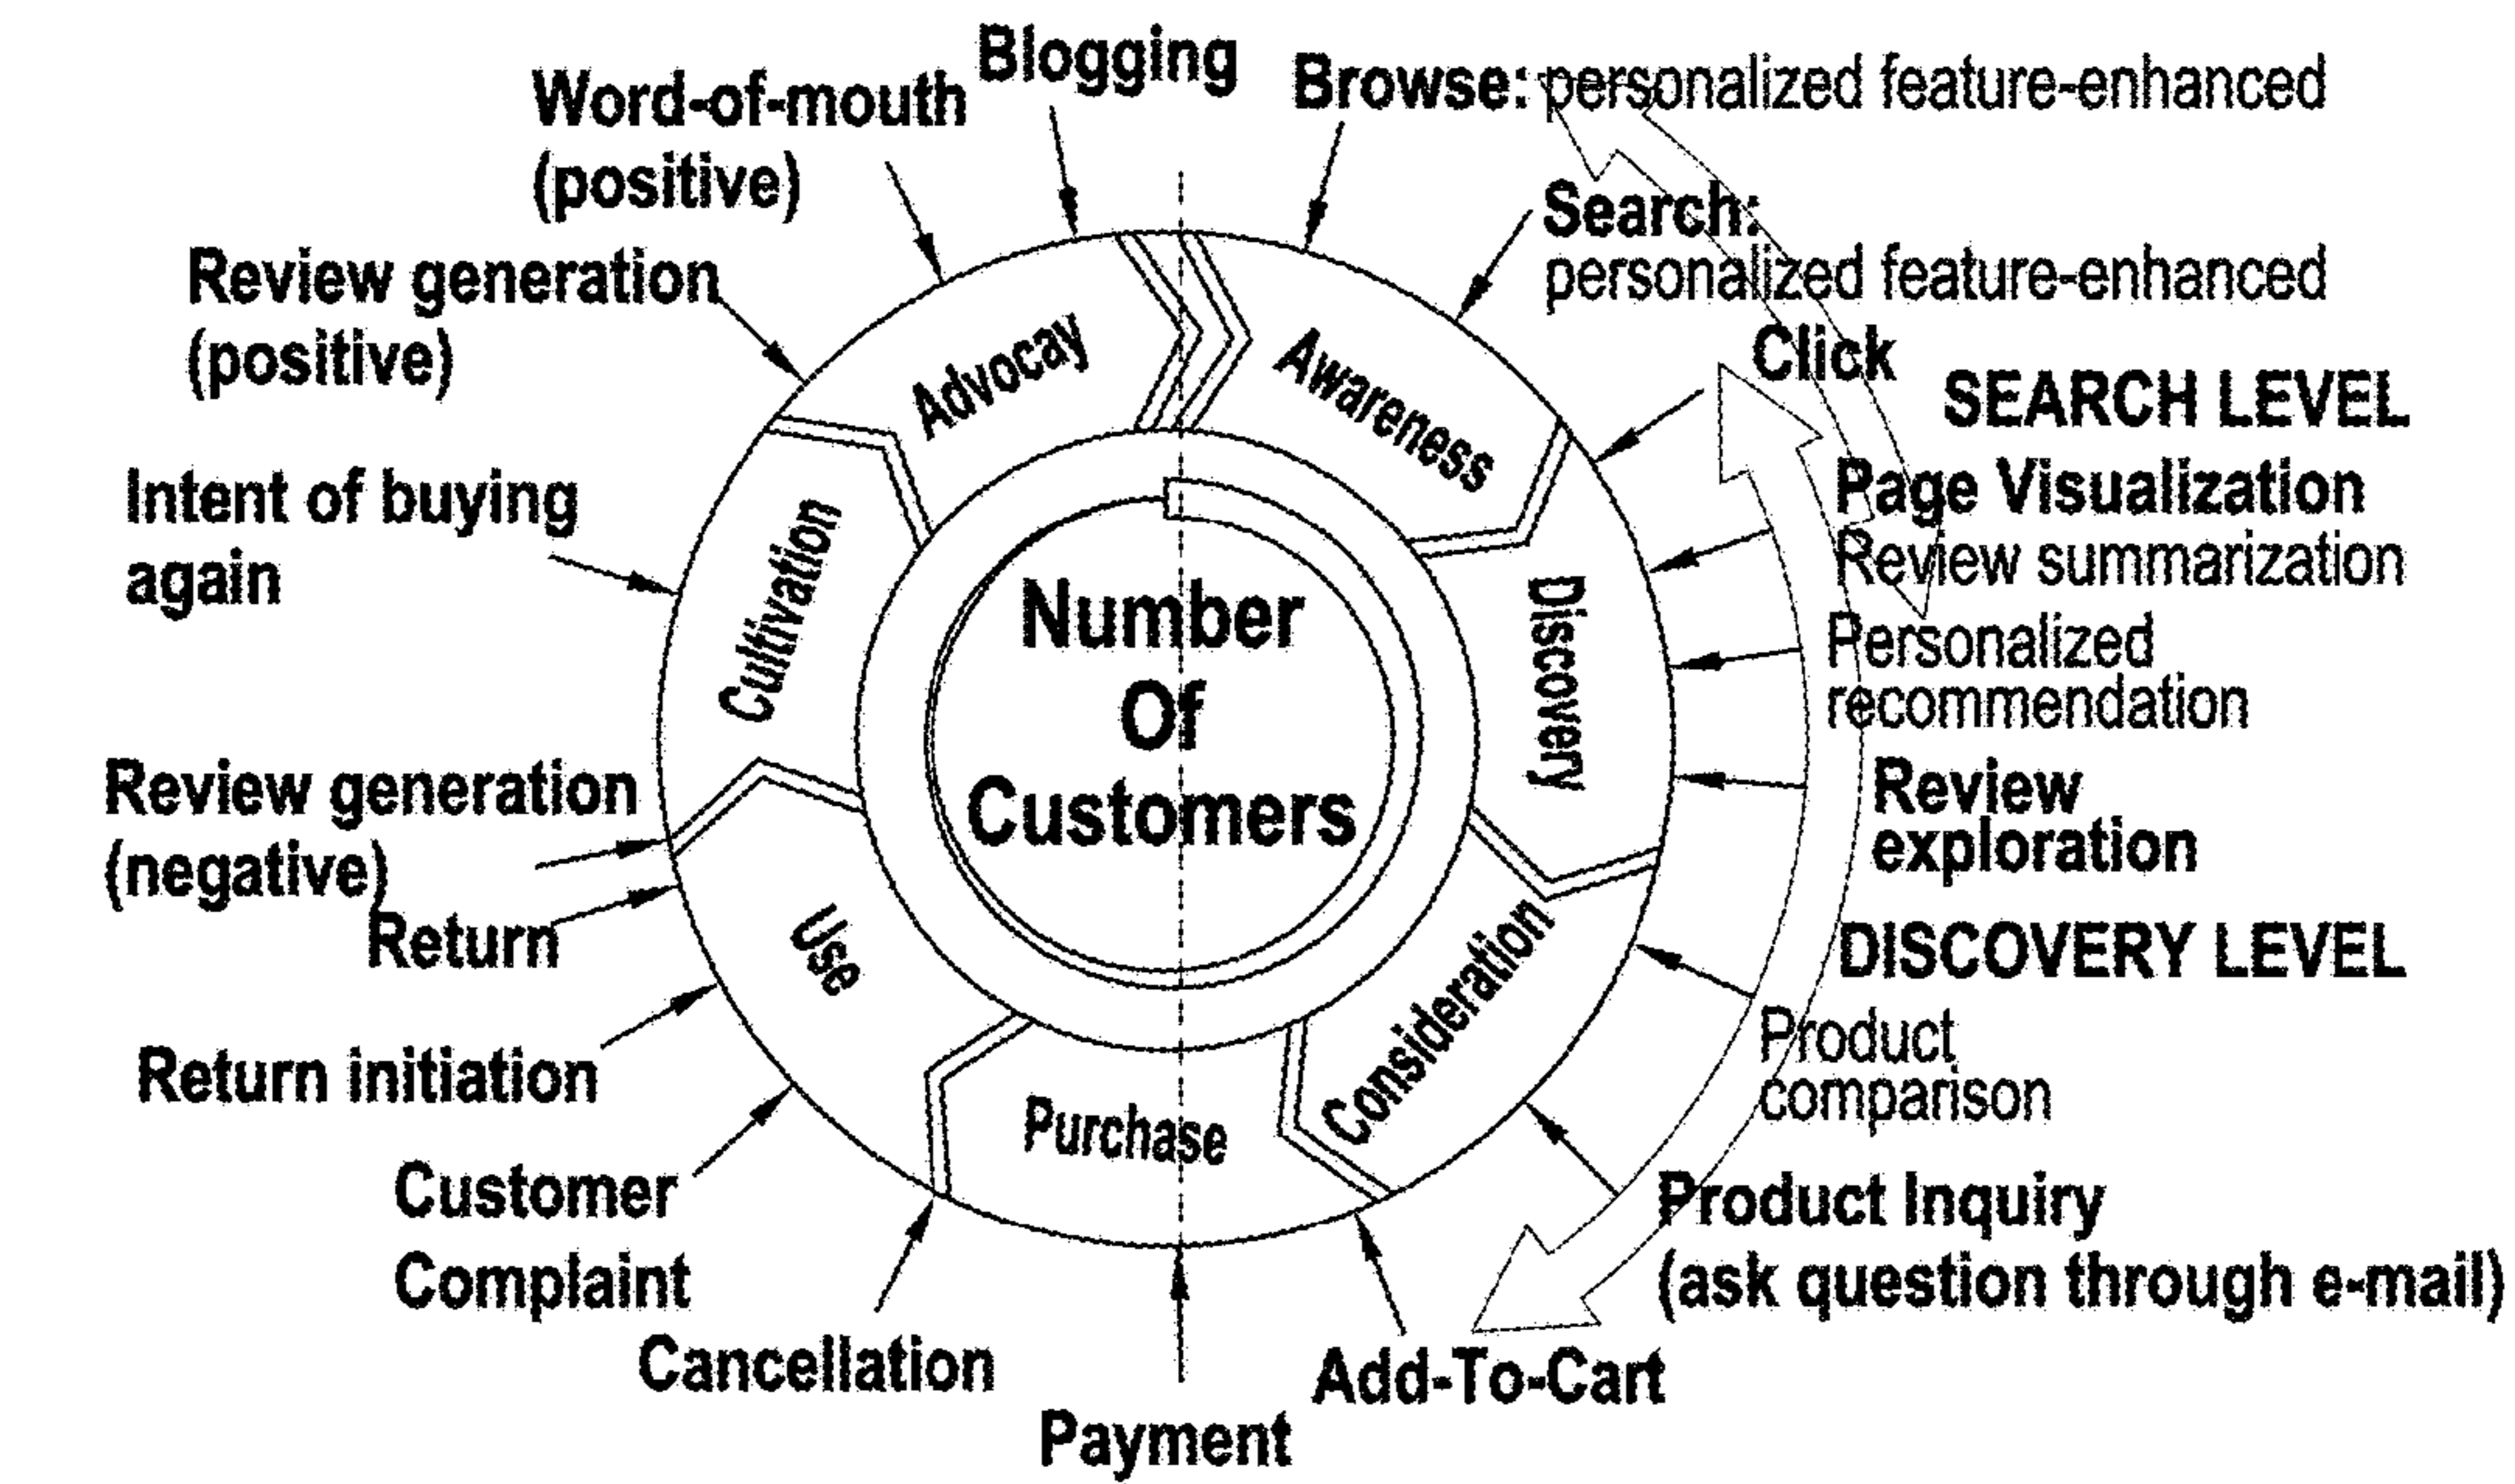 Blogging
Browse: personalized feature-enhanced
Word-of-mouth
(positive)
Search:
personalized feature-enhanced
Review generation
(positive)
Click
SEARCH LEVEL
Advocay
Awareness
Intent of buying
again
Page Visualization
Review summarization
Cultivation
Discovery
Number
Of
Customers
Personalized
recommendation
Review generation
(negative)
Review
exploration
Return
Use
DISCOVERY LEVEL
Consideration
Return initiation
Product
comparison
Purchase
Customer
Complaint
Product Inquiry
(ask question through e-mail)
Cancellation
Add-To-Cart
Payment